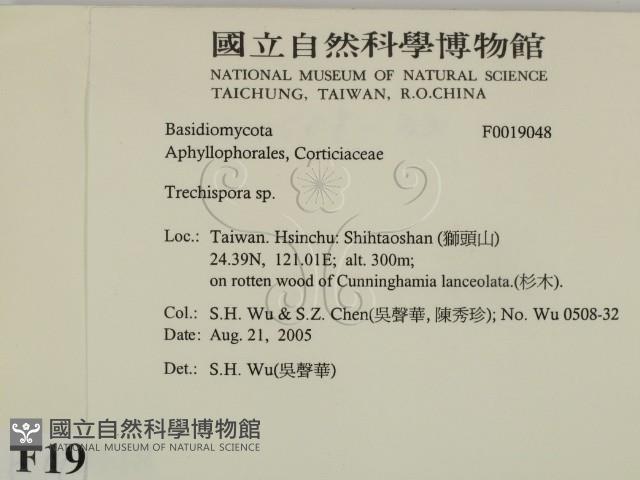 國立自然科學博物館
NATIONAL MUSEUM OF NATURAL SCIENCE
TAICHUNG, TAIWAN, R.O.CHINA
Basidiomycota F0019048
Aphyllophorales, Corticiaceae
Trechispora sp.
Loc.: Taiwan. Hsinchu: Shihtaoshan (獅頭山)
24.39N, 121.01E; alt. 300m;
on rotten wood of Cunninghamia lanceolata.(杉木).
Col.: S.H. Wu & S.Z. Chen(吳聲華, 陳秀珍); No. Wu 0508-32
Date: Aug. 21, 2005
Det.: S.H. Wu(吳聲華)
國立自然科學博物館
NATIONAL MUSEUM OF NATURAL SCIENCE
F19